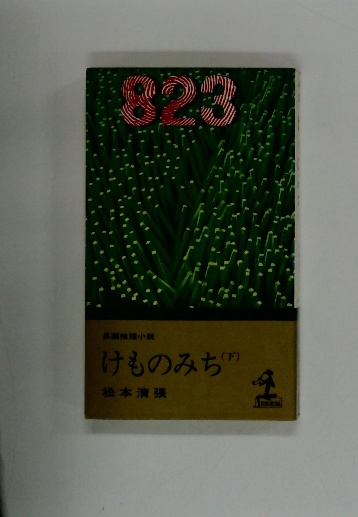 823
長篇推理小説
けものみち(下)
松本清張